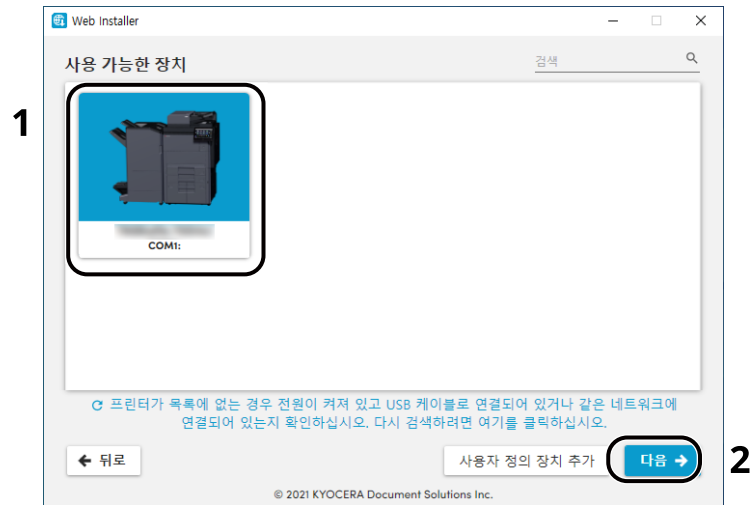 Web Installer
사용 가능한 장치
검색
1
COM1:
프린터가 목록에 없는 경우 전원이 켜져 있고 USB 케이블로 연결되어 있거나 같은 네트워크에
연결되어 있는지 확인하십시오. 다시 검색하려면 여기를 클릭하십시오.
뒤로
사용자 정의 장치 추가
다음
2
© 2021 KYOCERA Document Solutions Inc.